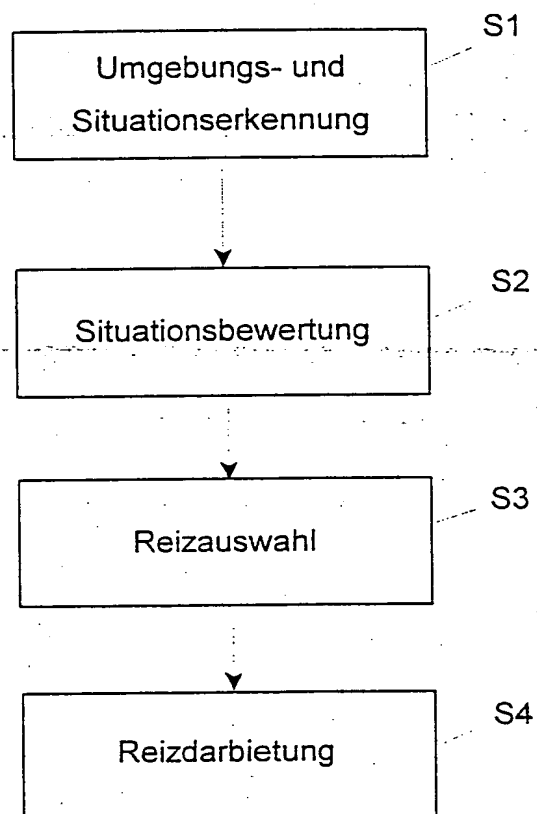 S1
Umgebungs- und
Situationserkennung
S2
Situationsbewertung
S3
Reizauswahl
S4
Reizdarbietung